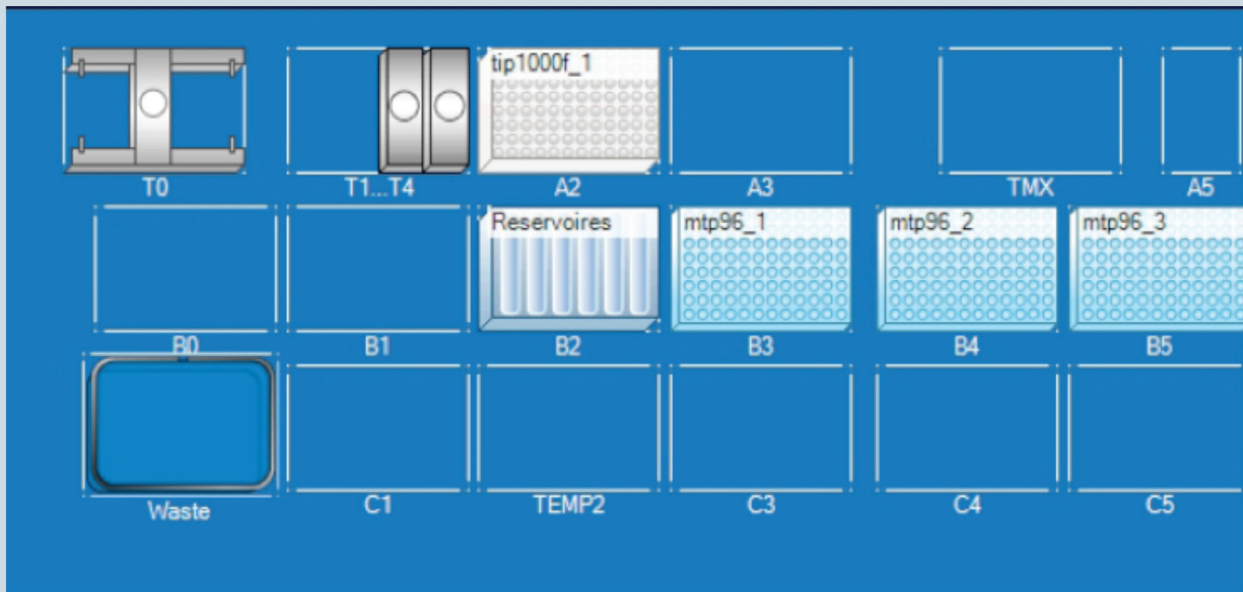 tip1000f_1
T0 T1...T4 A2 A3 TMX A5
Reservoires mtp96_1 mtp96_2 mtp96_3
B0 B1 B2 B3 B4 B5
Waste C1 TEMP2 C3 C4 C5